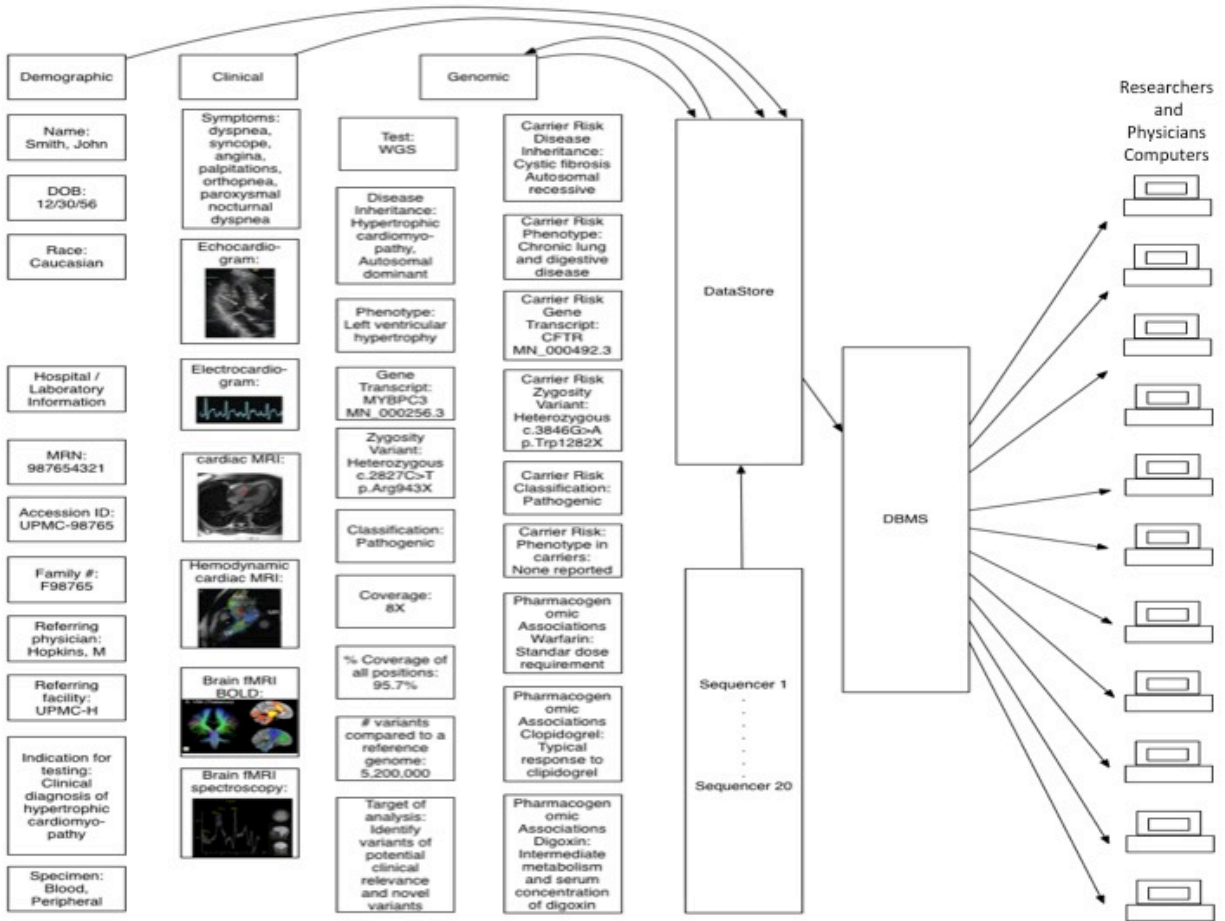 Demographic
Clinical
Genomic
Name:
Smith, John
DOB:
12/30/56
Race:
Caucasian
Hospital /
Laboratory
Information
MRN:
987654321
Accession ID:
UPMC-98765
Family #:
F98765
Referring
physician:
Hopkins, M
Referring
facility:
UPMC-H
Indication for
testing:
Clinical
diagnosis of
hypertrophic
cardiomyo-
pathy
Specimen:
Blood,
Peripheral
Symptoms:
dyspnea,
syncope,
angina,
palpitations,
orthopnea,
paroxysmal
nocturnal
dyspnea
Echocardio-
gram:
Electrocardio-
gram:
cardiac MRI:
Hemodynamic
cardiac MRI:
Brain fMRI
BOLD:
Brain fMRI
spectroscopy:
Test:
WGS
Disease
Inheritance:
Hypertrophic
cardiomyo-
pathy,
Autosomal
dominant
Phenotype:
Left ventricular
hypertrophy
Gene
Transcript:
MYBPC3
MN_000256.3
Zygosity
Variant:
Heterozygous
c.2827C>T
p.Arg943X
Classification:
Pathogenic
Coverage:
8X
% Coverage of
all positions:
95.7%
# variants
compared to a
reference
genome:
5,200,000
Target of
analysis:
Identify
variants of
potential
clinical
relevance
and novel
variants
Carrier Risk
Disease
Inheritance:
Cystic fibrosis
Autosomal
recessive
Carrier Risk
Phenotype:
Chronic lung
and digestive
disease
Carrier Risk
Gene
Transcript:
CFTR
MN_000492.3
Carrier Risk
Zygosity
Variant:
Heterozygous
c.3846G>A
p.Trp1282X
Carrier Risk
Classification:
Pathogenic
Carrier Risk:
Phenotype in
carriers:
None reported
Pharmacogen
omic
Associations
Warfarin:
Standar dose
requirement
Pharmacogen
omic
Associations
Clopidogrel:
Typical
response to
clipidogrel
Pharmacogen
omic
Associations
Digoxin:
Intermediate
metabolism
and serum
concentration
of digoxin
DataStore
Sequencer 1
Sequencer 20
DBMS
Researchers
and
Physicians
Computers